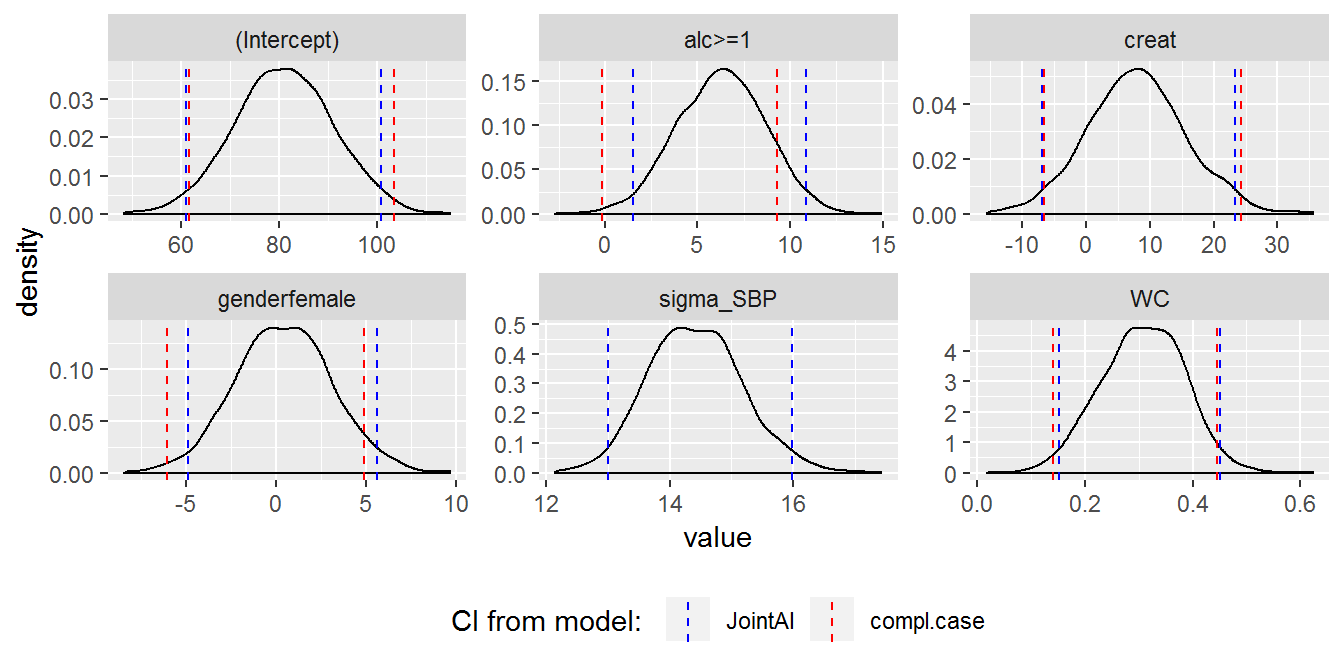 (Intercept)
alc>=1
creat
0.03
0.02
0.01
0.00
0.15
0.10
0.05
0.00
0.04
0.02
0.00
60 80 100
0 5 10 15
-10 0 10 20 30
density
genderfemale
sigma_SBP
WC
0.10
0.05
0.00
0.5
0.4
0.3
0.2
0.1
0.0
4
3
2
1
0
-5 0 5 10
12 14 16
0.0 0.2 0.4 0.6
value
CI from model: JointAI compl.case